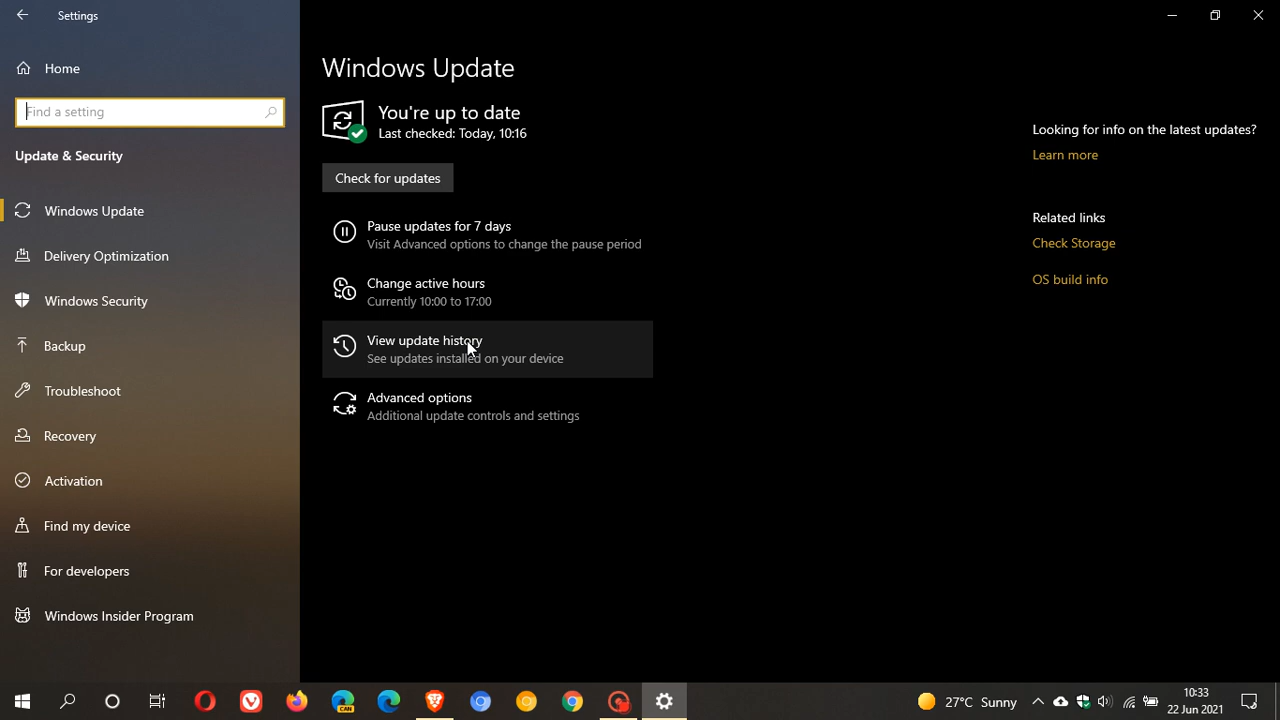 Settings
Home
Find a setting
Update & Security
Windows Update
Delivery Optimization
Windows Security
Backup
Troubleshoot
Recovery
Activation
Find my device
For developers
Windows Insider Program
Windows Update
You're up to date
Last checked: Today, 10:16
Check for updates
Pause updates for 7 days
Visit Advanced options to change the pause period
Change active hours
Currently 10:00 to 17:00
View update history
See updates installed on your device
Advanced options
Additional update controls and settings
Looking for info on the latest updates?
Learn more
Related links
Check Storage
OS build info
CAN
27°C Sunny
10:33
22 Jun 2021